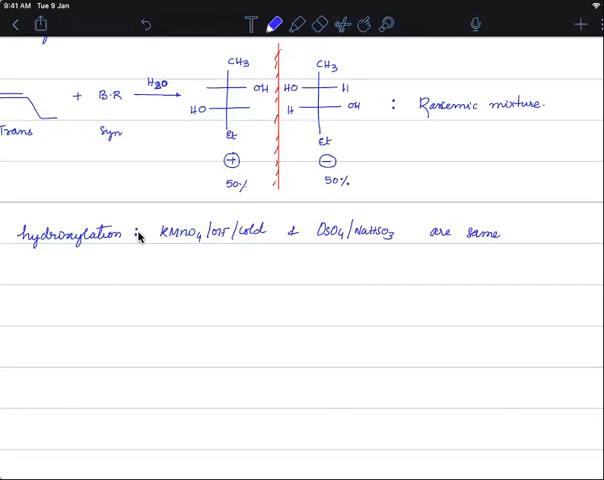 9:41 AM Tue 9 Jan
CH3 CH3
H2O
+ B.R OH HO H : Racemic mixture.
HO H OH
Trans Syn Et Et
+ −
50% 50%
hydroxylation : KMnO4/OH/cold & OsO4/NaHSO3 are same